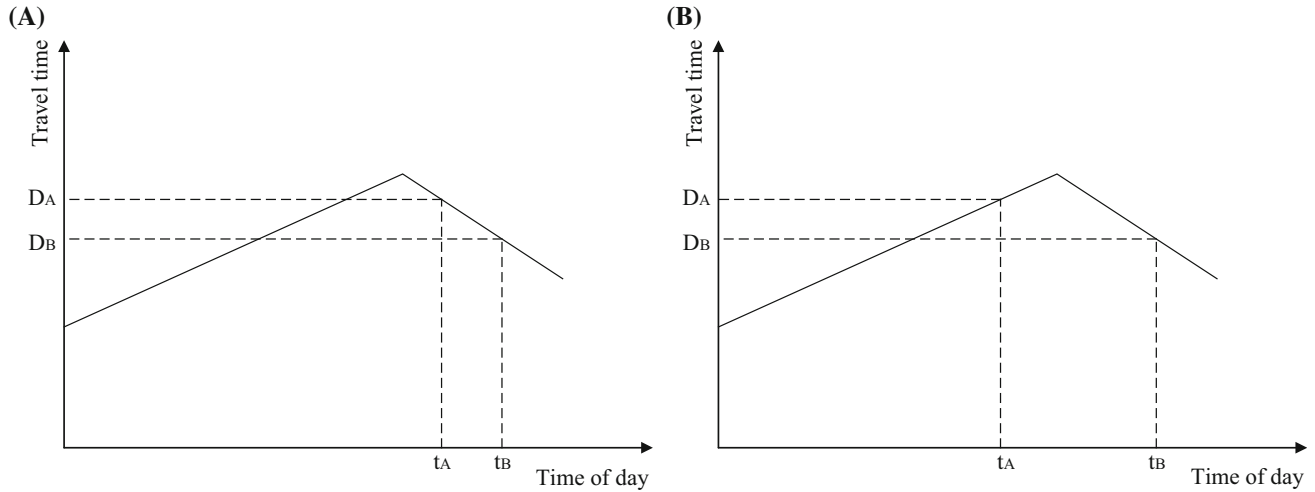 (A)
Travel time
DA
DB
tA
tB
Time of day
(B)
Travel time
DA
DB
tA
tB
Time of day